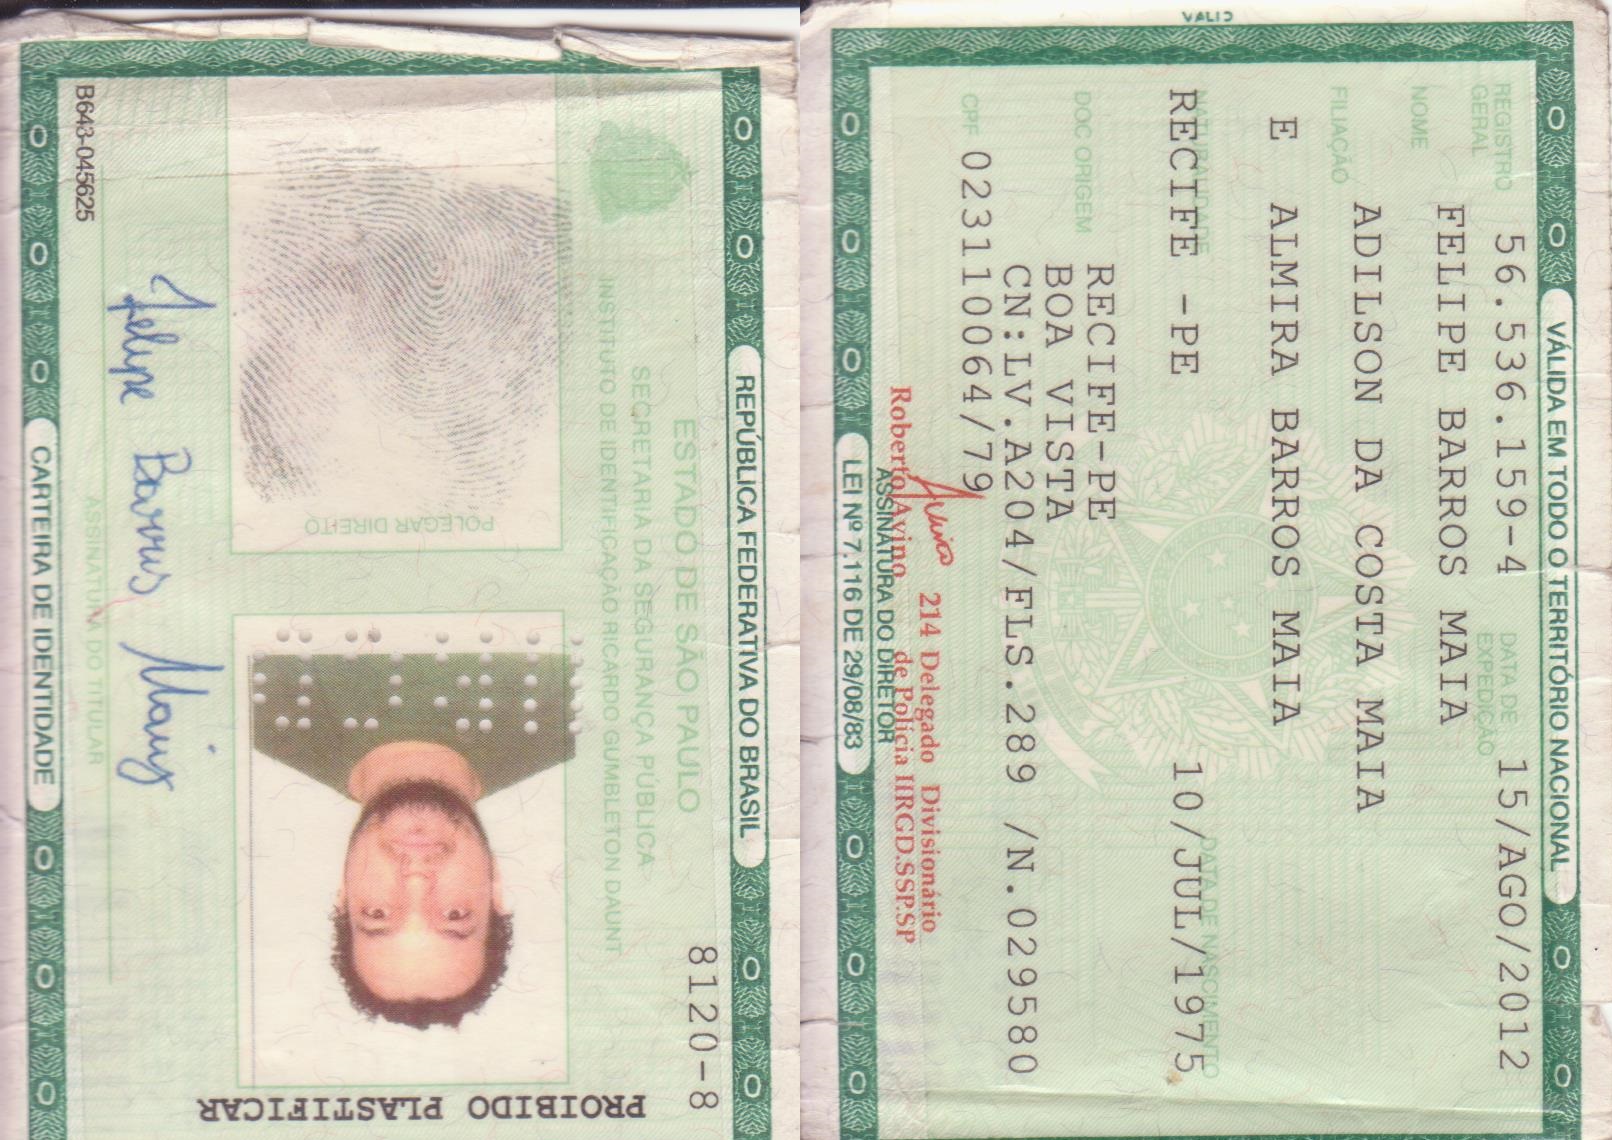 REPÚBLICA FEDERATIVA DO BRASIL
8120-8
ESTADO DE SÃO PAULO
SECRETARIA DA SEGURANÇA PÚBLICA
INSTITUTO DE IDENTIFICAÇÃO RICARDO GUMBLETON DAUNT
PROIBIDO PLASTIFICAR
POLEGAR DIREITO
Felipe Barros Maia
ASSINATURA DO TITULAR
B643-045625
CARTEIRA DE IDENTIDADE
VÁLIDA EM TODO O TERRITÓRIO NACIONAL
REGISTRO GERAL 56.536.159-4 DATA DE EXPEDIÇÃO 15/AGO/2012
NOME
FELIPE BARROS MAIA
FILIAÇÃO
ADILSON DA COSTA MAIA
E ALMIRA BARROS MAIA
NATURALIDADE DATA DE NASCIMENTO
RECIFE -PE 10/JUL/1975
DOC ORIGEM RECIFE-PE
BOA VISTA
CN:LV.A204/FLS.289 /N.029580
CPF 023110064/79
214 Delegado Divisionário
Roberto Avino de Polícia IIRGD.SSP.SP
ASSINATURA DO DIRETOR
LEI Nº 7.116 DE 29/08/83